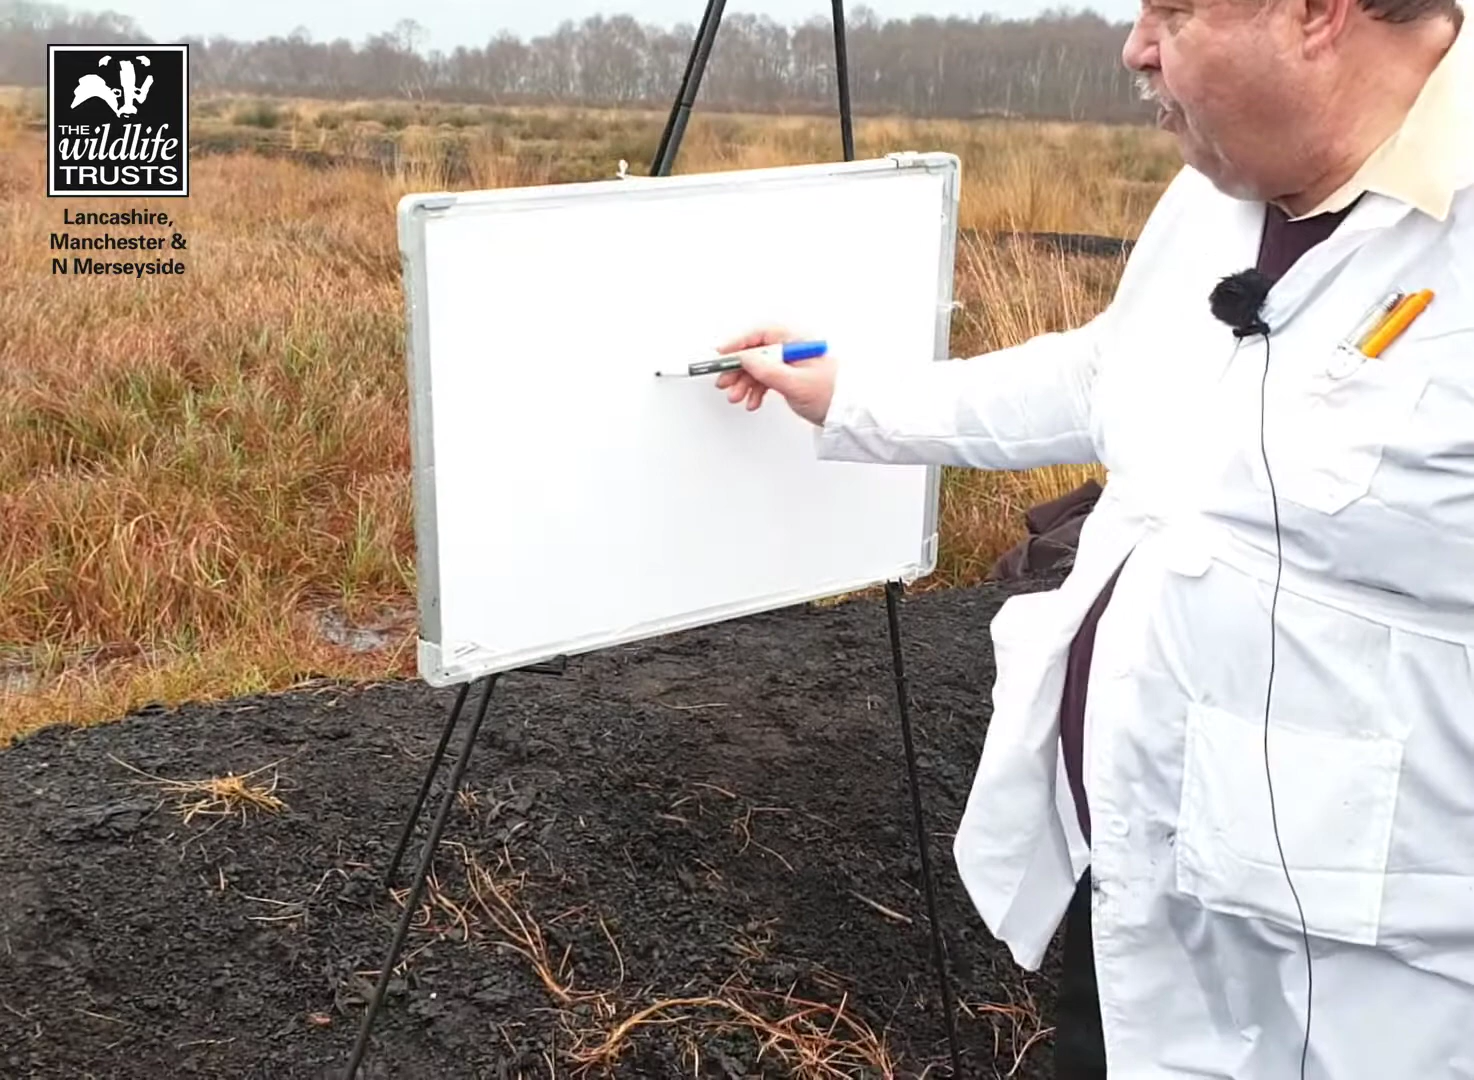 THE
wildlife
TRUSTS
Lancashire,
Manchester &
N Merseyside